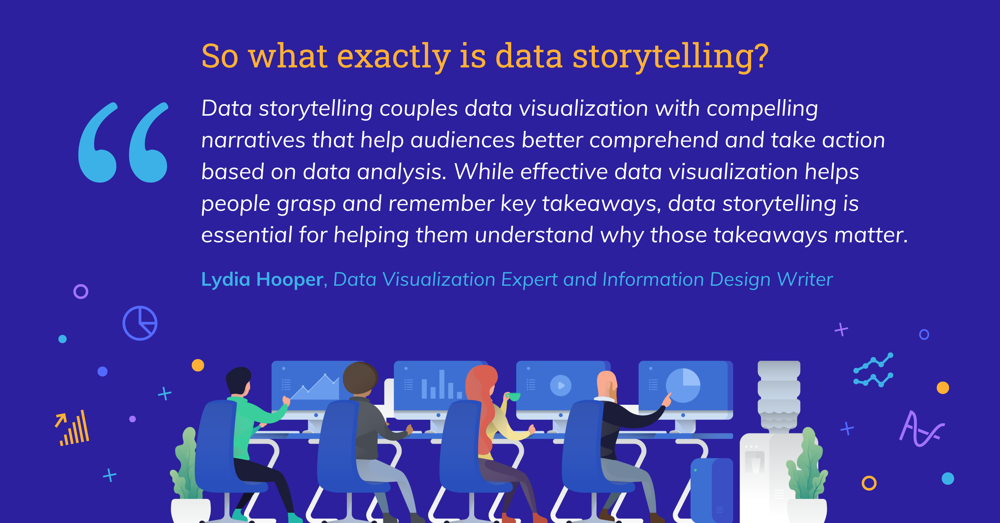 So what exactly is data storytelling?
Data storytelling couples data visualization with compelling
narratives that help audiences better comprehend and take action
based on data analysis. While effective data visualization helps
people grasp and remember key takeaways, data storytelling is
essential for helping them understand why those takeaways matter.
Lydia Hooper, Data Visualization Expert and Information Design Writer